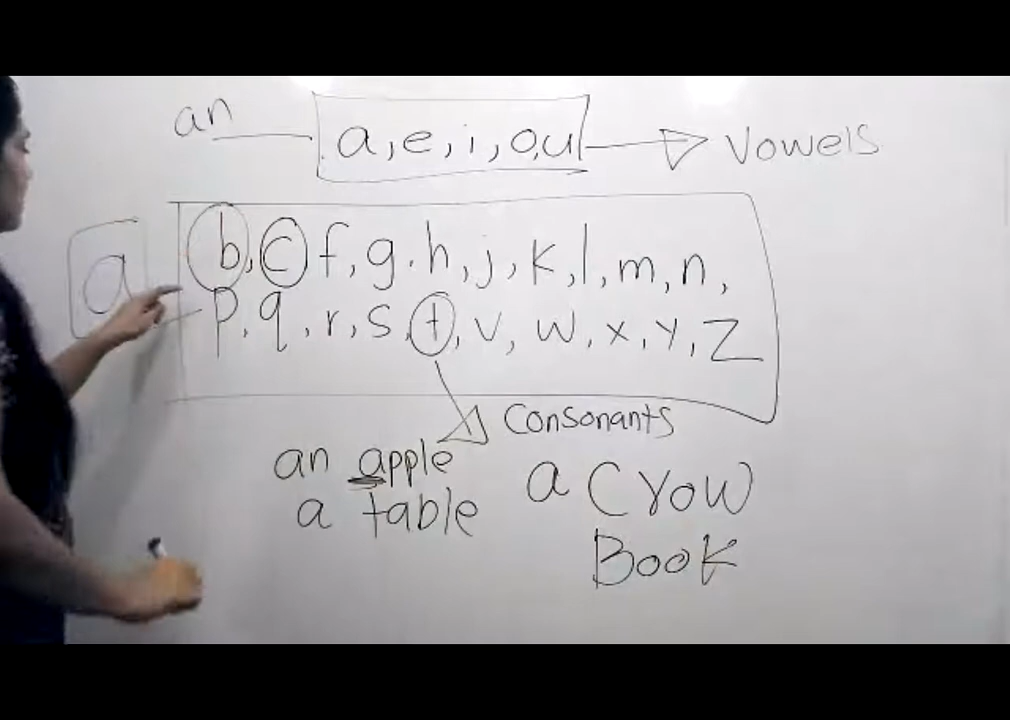 an a, e, i, o, u Vowels
a b, c, f, g. h, j, k, l, m, n,
p, q, r, s, t, v, w, x, y, z
Consonants
an apple
a table
a Crow
Book